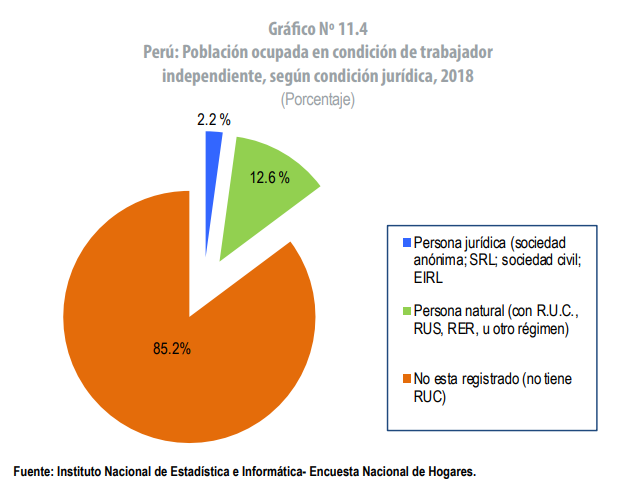 Gráfico Nº 11.4
Perú: Población ocupada en condición de trabajador
independiente, según condición jurídica, 2018
(Porcentaje)
2.2 %
12.6 %
85.2%
Persona jurídica (sociedad
anónima; SRL; sociedad civil;
EIRL
Persona natural (con R.U.C.,
RUS, RER, u otro régimen)
No esta registrado (no tiene
RUC)
Fuente: Instituto Nacional de Estadística e Informática- Encuesta Nacional de Hogares.